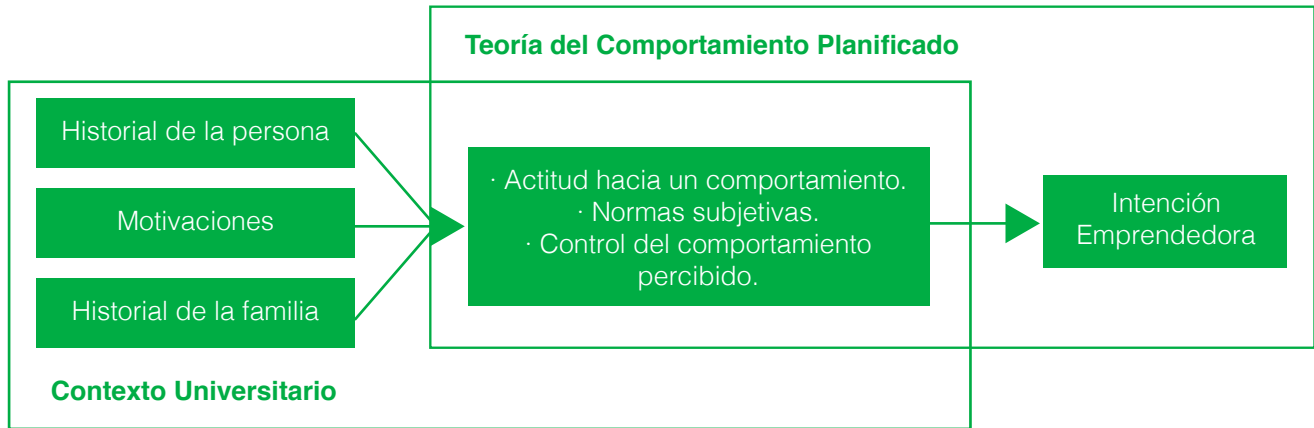 Teoría del Comportamiento Planificado
Historial de la persona
Motivaciones
Historial de la familia
· Actitud hacia un comportamiento.
· Normas subjetivas.
· Control del comportamiento
percibido.
Intención
Emprendedora
Contexto Universitario